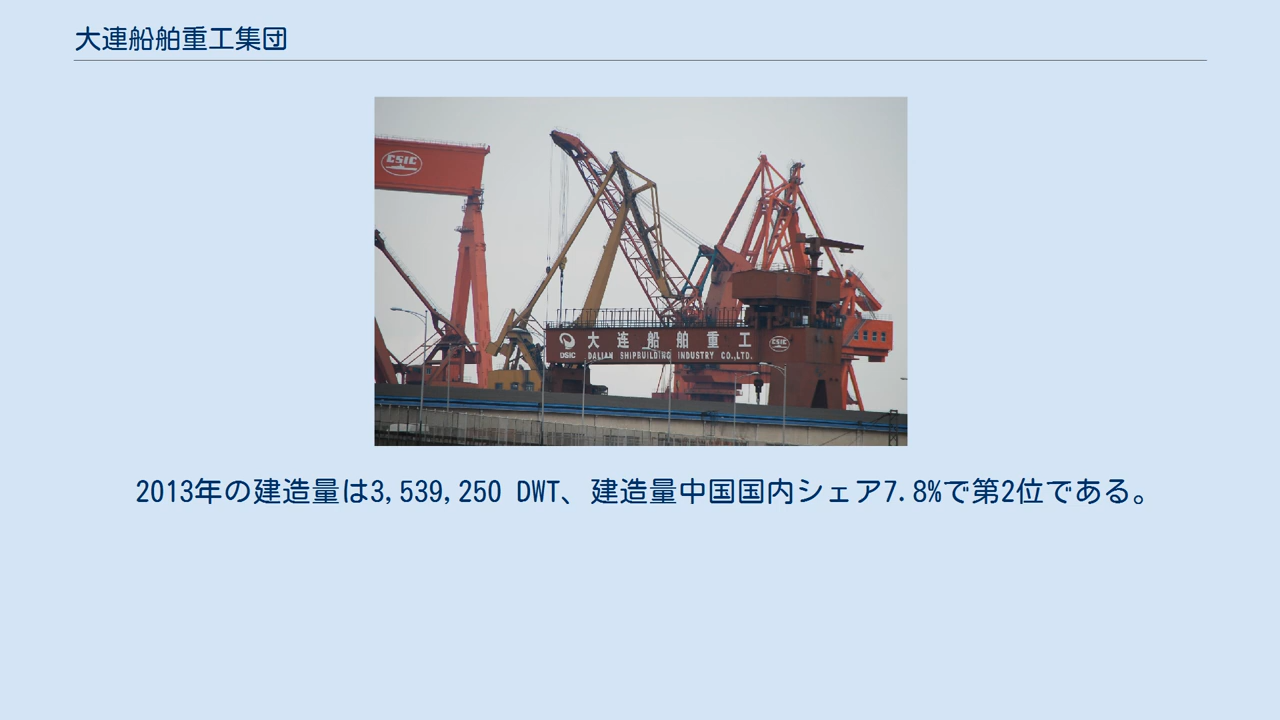 大連船舶重工集団
CSIC
大连船舶重工
DSIC DALIAN SHIPBUILDING INDUSTRY CO.,LTD.
CSIC
2013年の建造量は3,539,250 DWT、建造量中国国内シェア7.8%で第2位である。